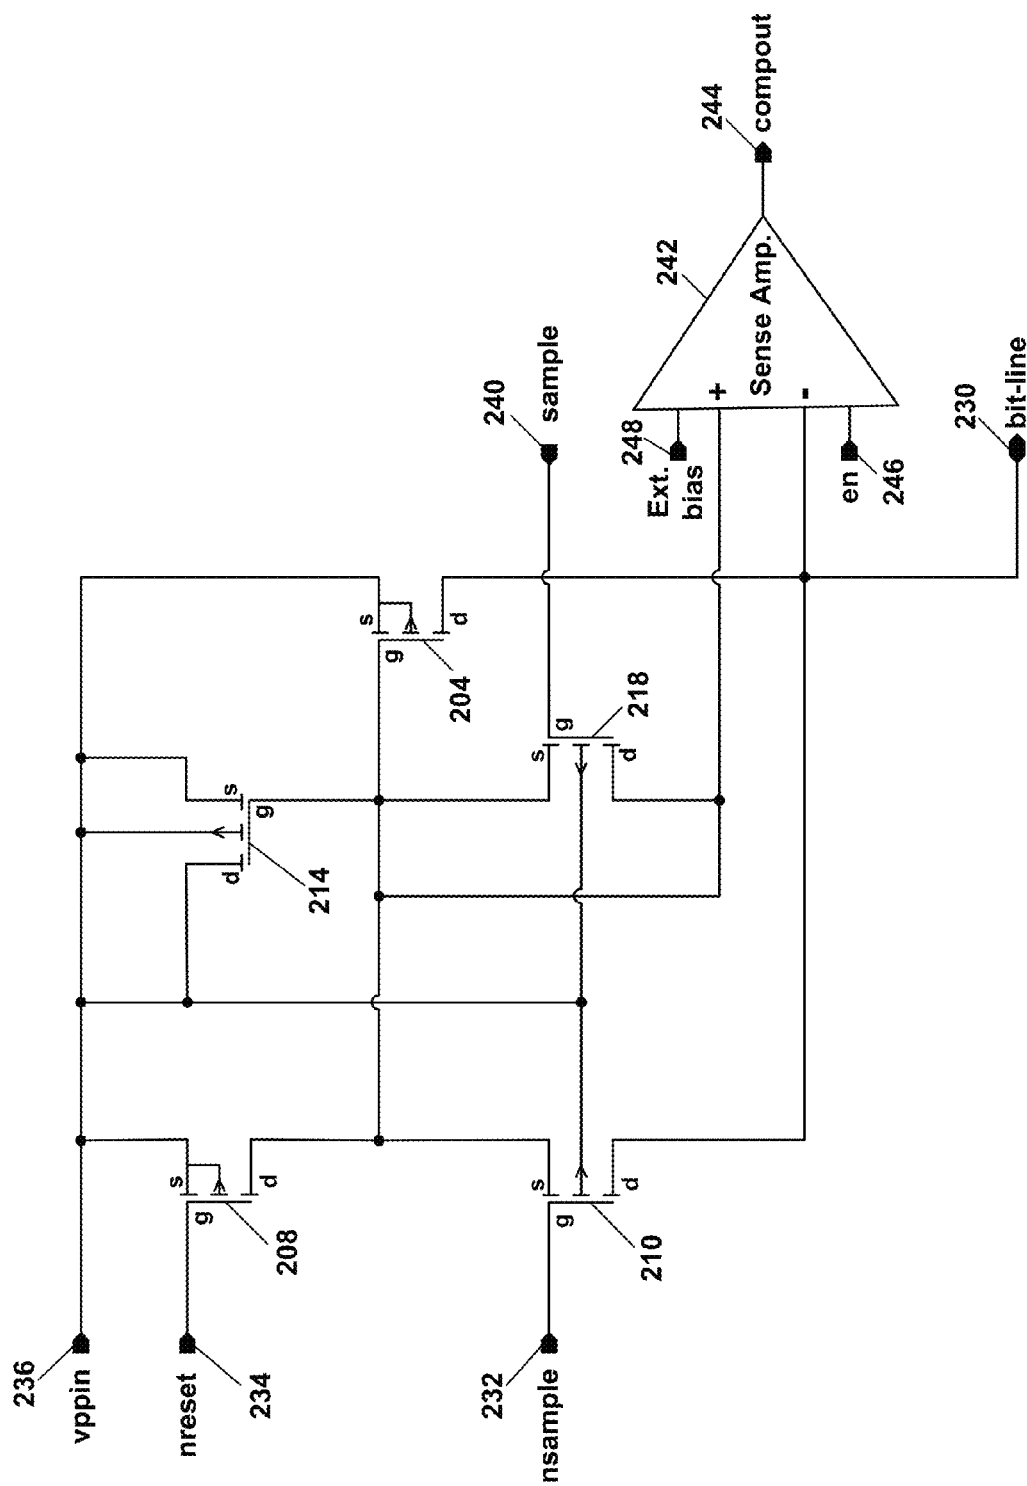 236
vppin
nreset
234
232
nsample
s
g
d
208
s
g
d
210
d
s
g
214
s
g
d
204
s
g
d
218
240
sample
248
Ext.
bias
en
246
+
-
Sense Amp.
242
244
compout
230
bit-line